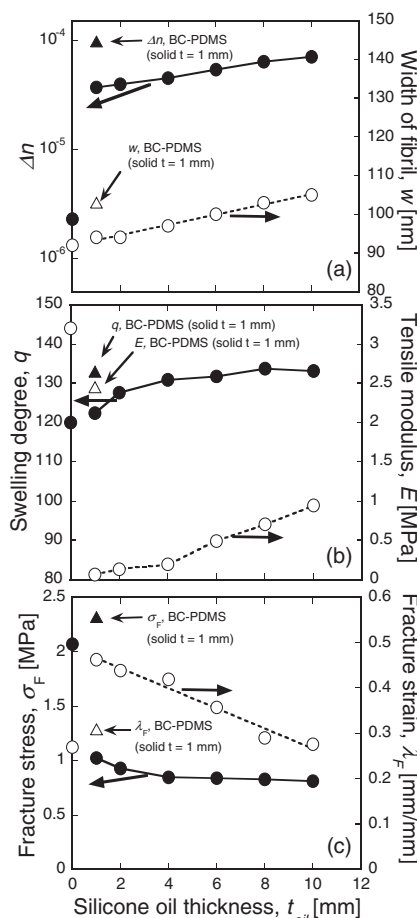 10⁻⁴
10⁻⁵
10⁻⁶
Δn
Δn, BC-PDMS
(solid t = 1 mm)
w, BC-PDMS
(solid t = 1 mm)
(a)
150
140
130
120
110
100
90
80
Width of fibril, w [nm]
150
140
130
120
110
100
90
80
Swelling degree, q
q, BC-PDMS (solid t = 1 mm)
E, BC-PDMS (solid t = 1 mm)
(b)
3.5
3
2.5
2
1.5
1
0.5
0
Tensile modulus, E [MPa]
2.5
2
1.5
1
0.5
0
Fracture stress, σF [MPa]
σF, BC-PDMS
(solid t = 1 mm)
λF, BC-PDMS
(solid t = 1 mm)
(c)
0.6
0.5
0.4
0.3
0.2
0.1
0
Fracture strain, λF [mm/mm]
0 2 4 6 8 10 12
Silicone oil thickness, toil [mm]